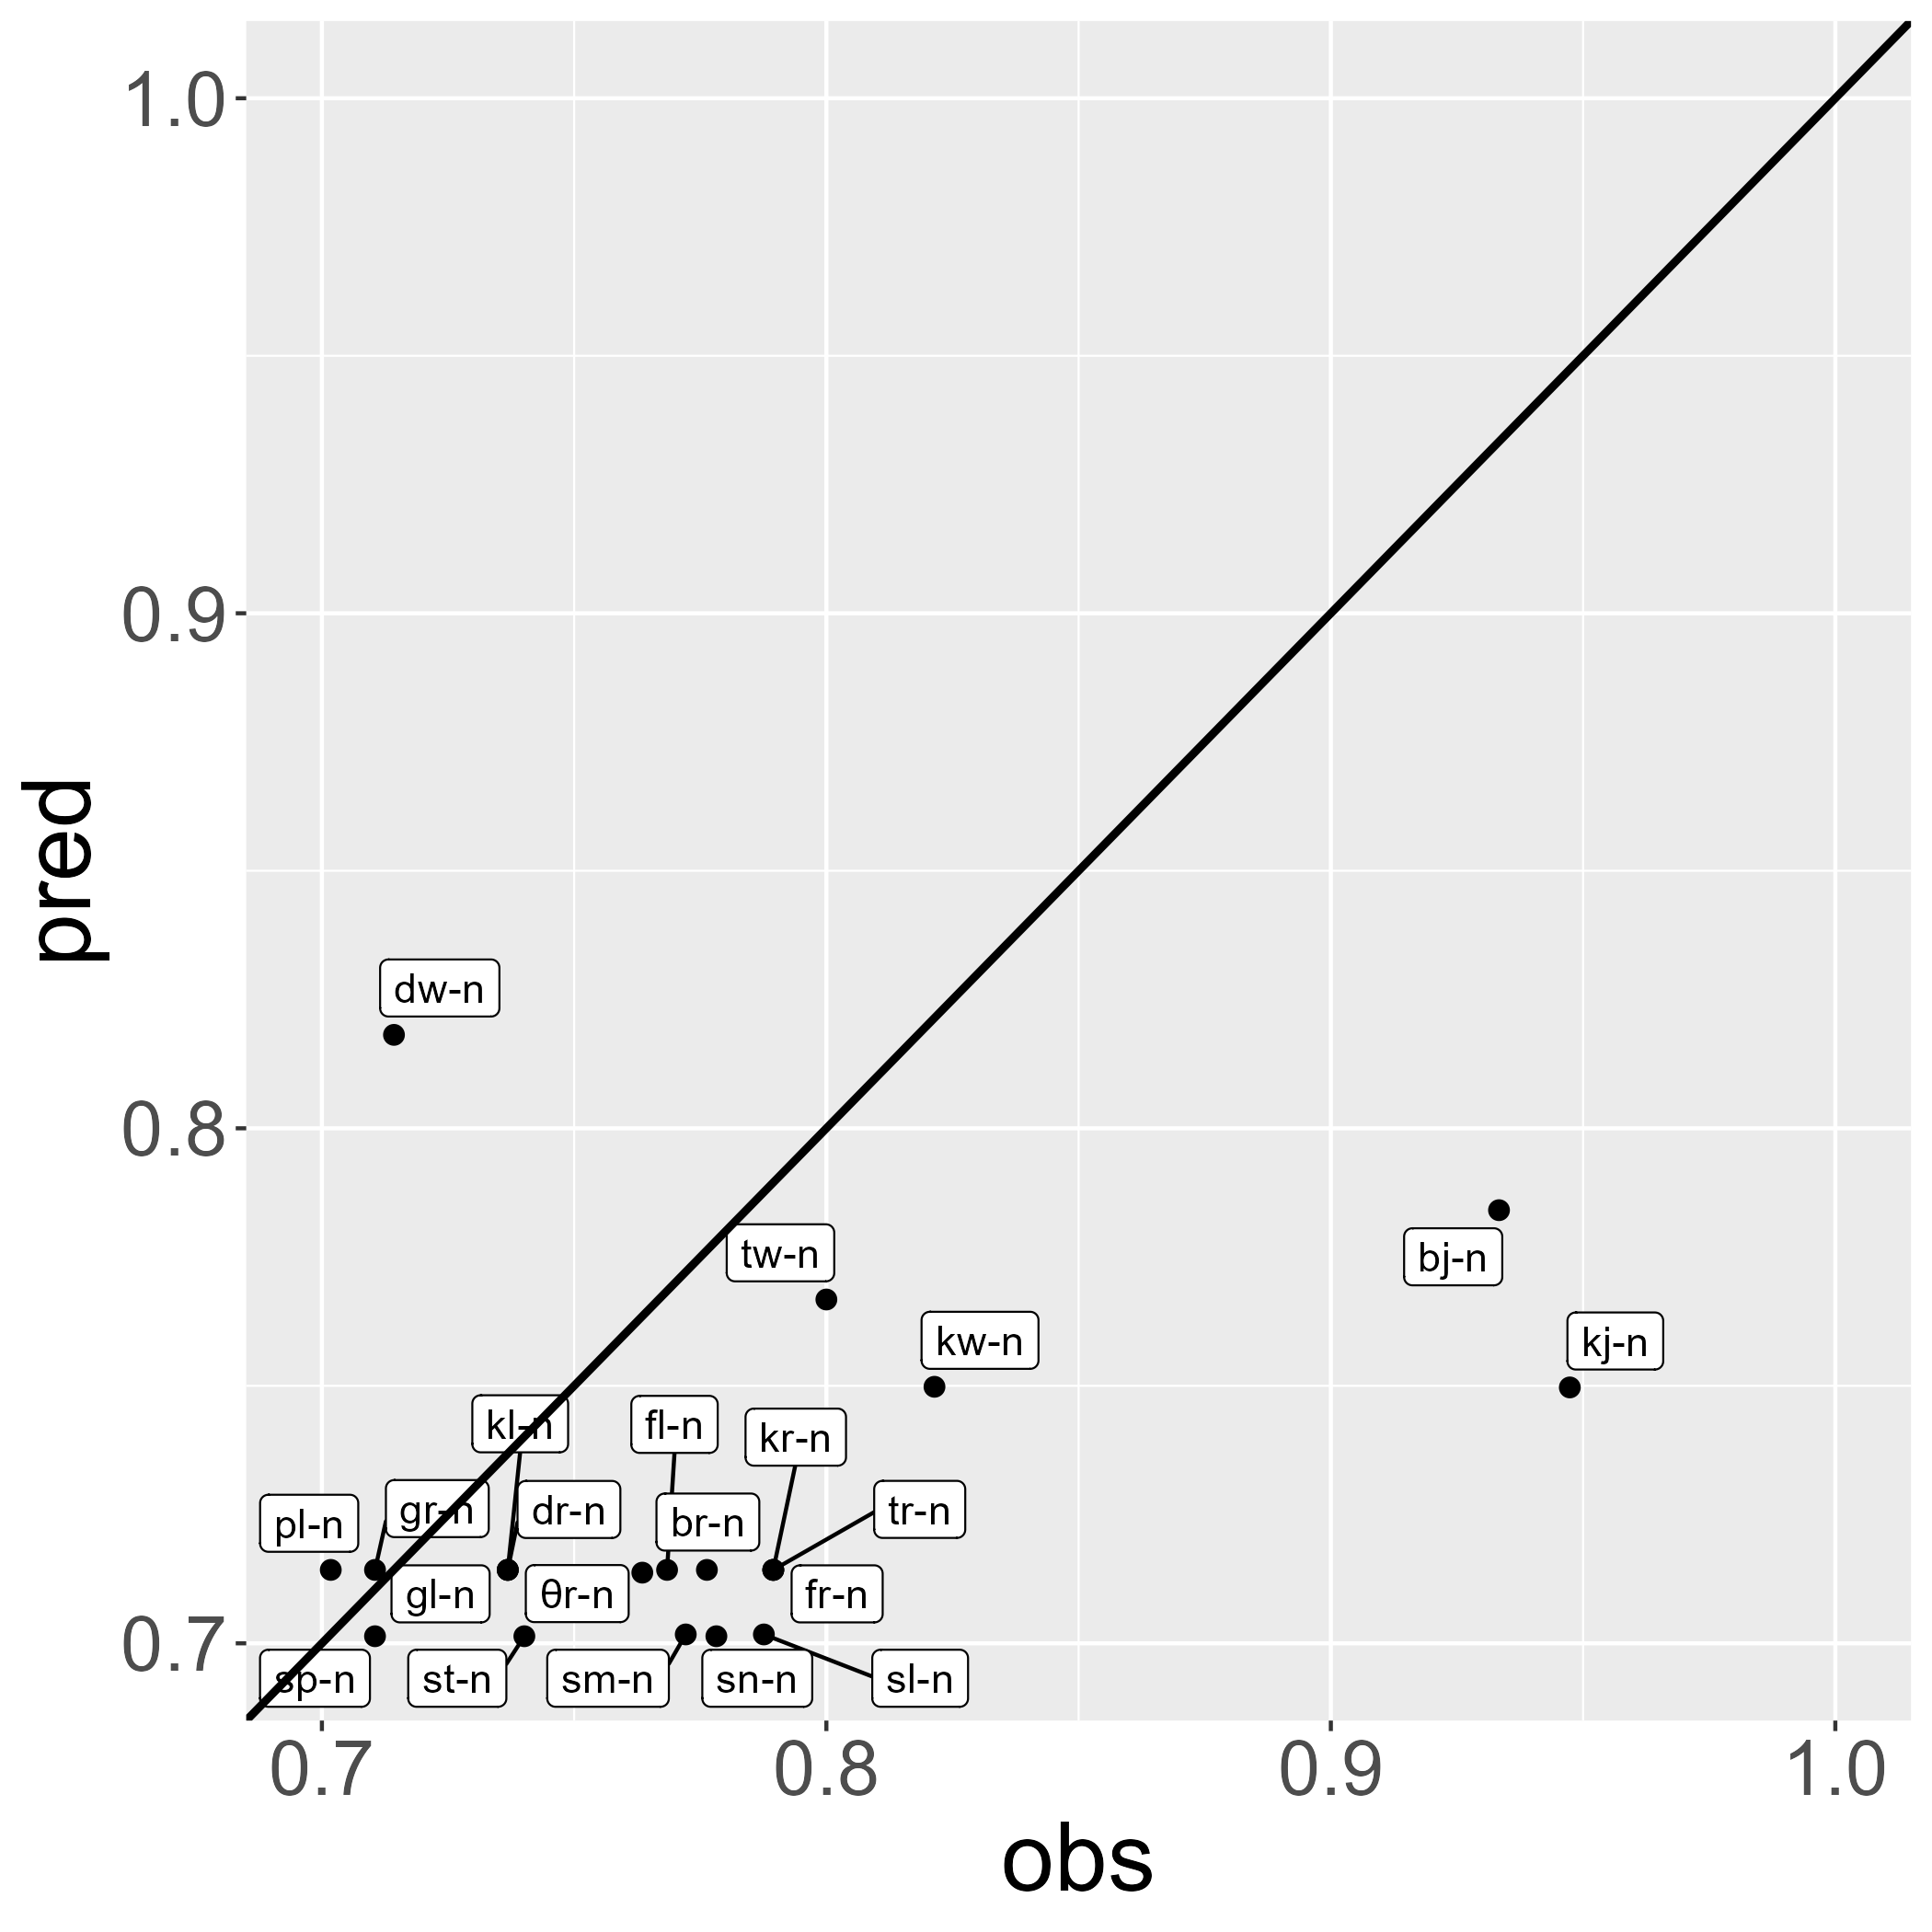 1.0
0.9
dw-n
0.8
tw-n
bj-n
kw-n
kj-n
kl-n
fl-n
kr-n
pl-n
gr-n
dr-n
br-n
tr-n
gl-n
θr-n
fr-n
0.7
sp-n
st-n
sm-n
sn-n
sl-n
0.7 0.8 0.9 1.0
obs
pred